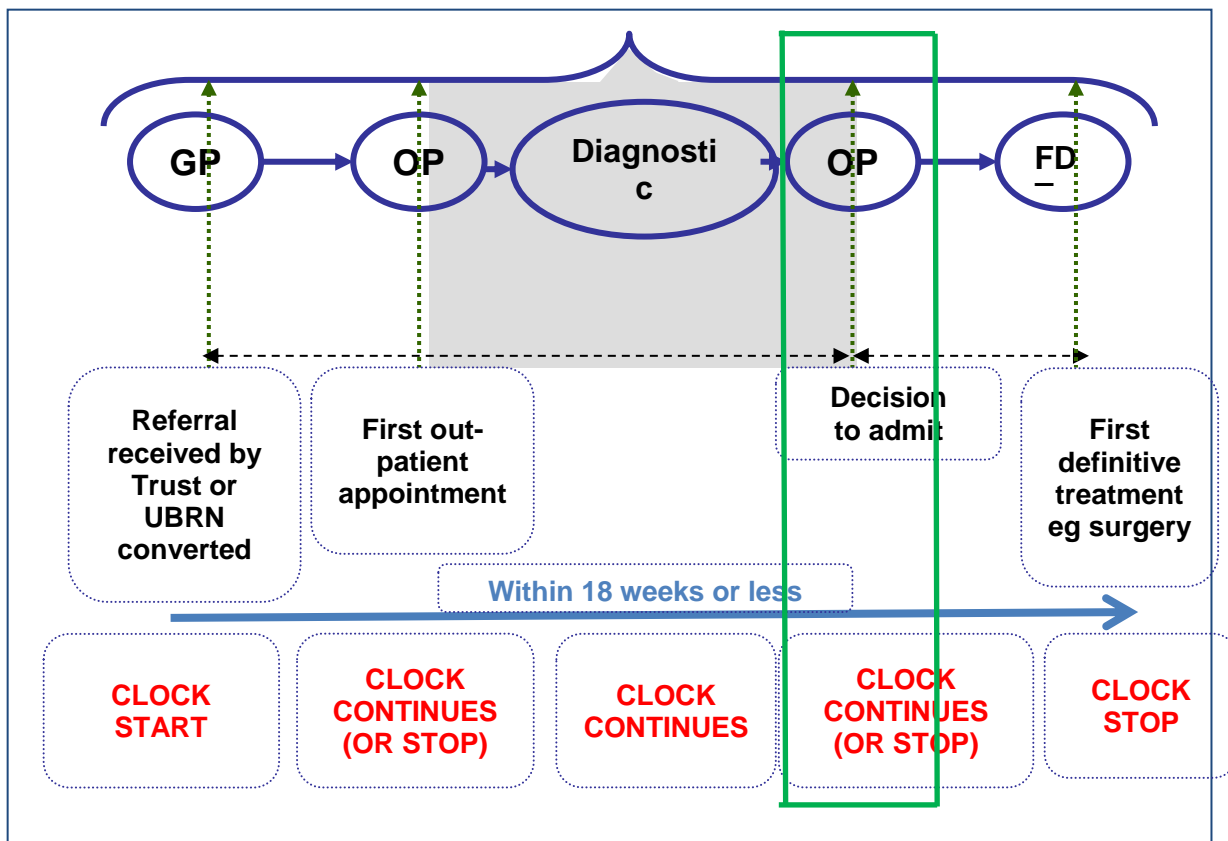 GP
OP
Diagnosti
c
OP
FD
Referral
received by
Trust or
UBRN
converted
First out-
patient
appointment
Decision
to admit
First
definitive
treatment
eg surgery
Within 18 weeks or less
CLOCK
START
CLOCK
CONTINUES
(OR STOP)
CLOCK
CONTINUES
CLOCK
CONTINUES
(OR STOP)
CLOCK
STOP